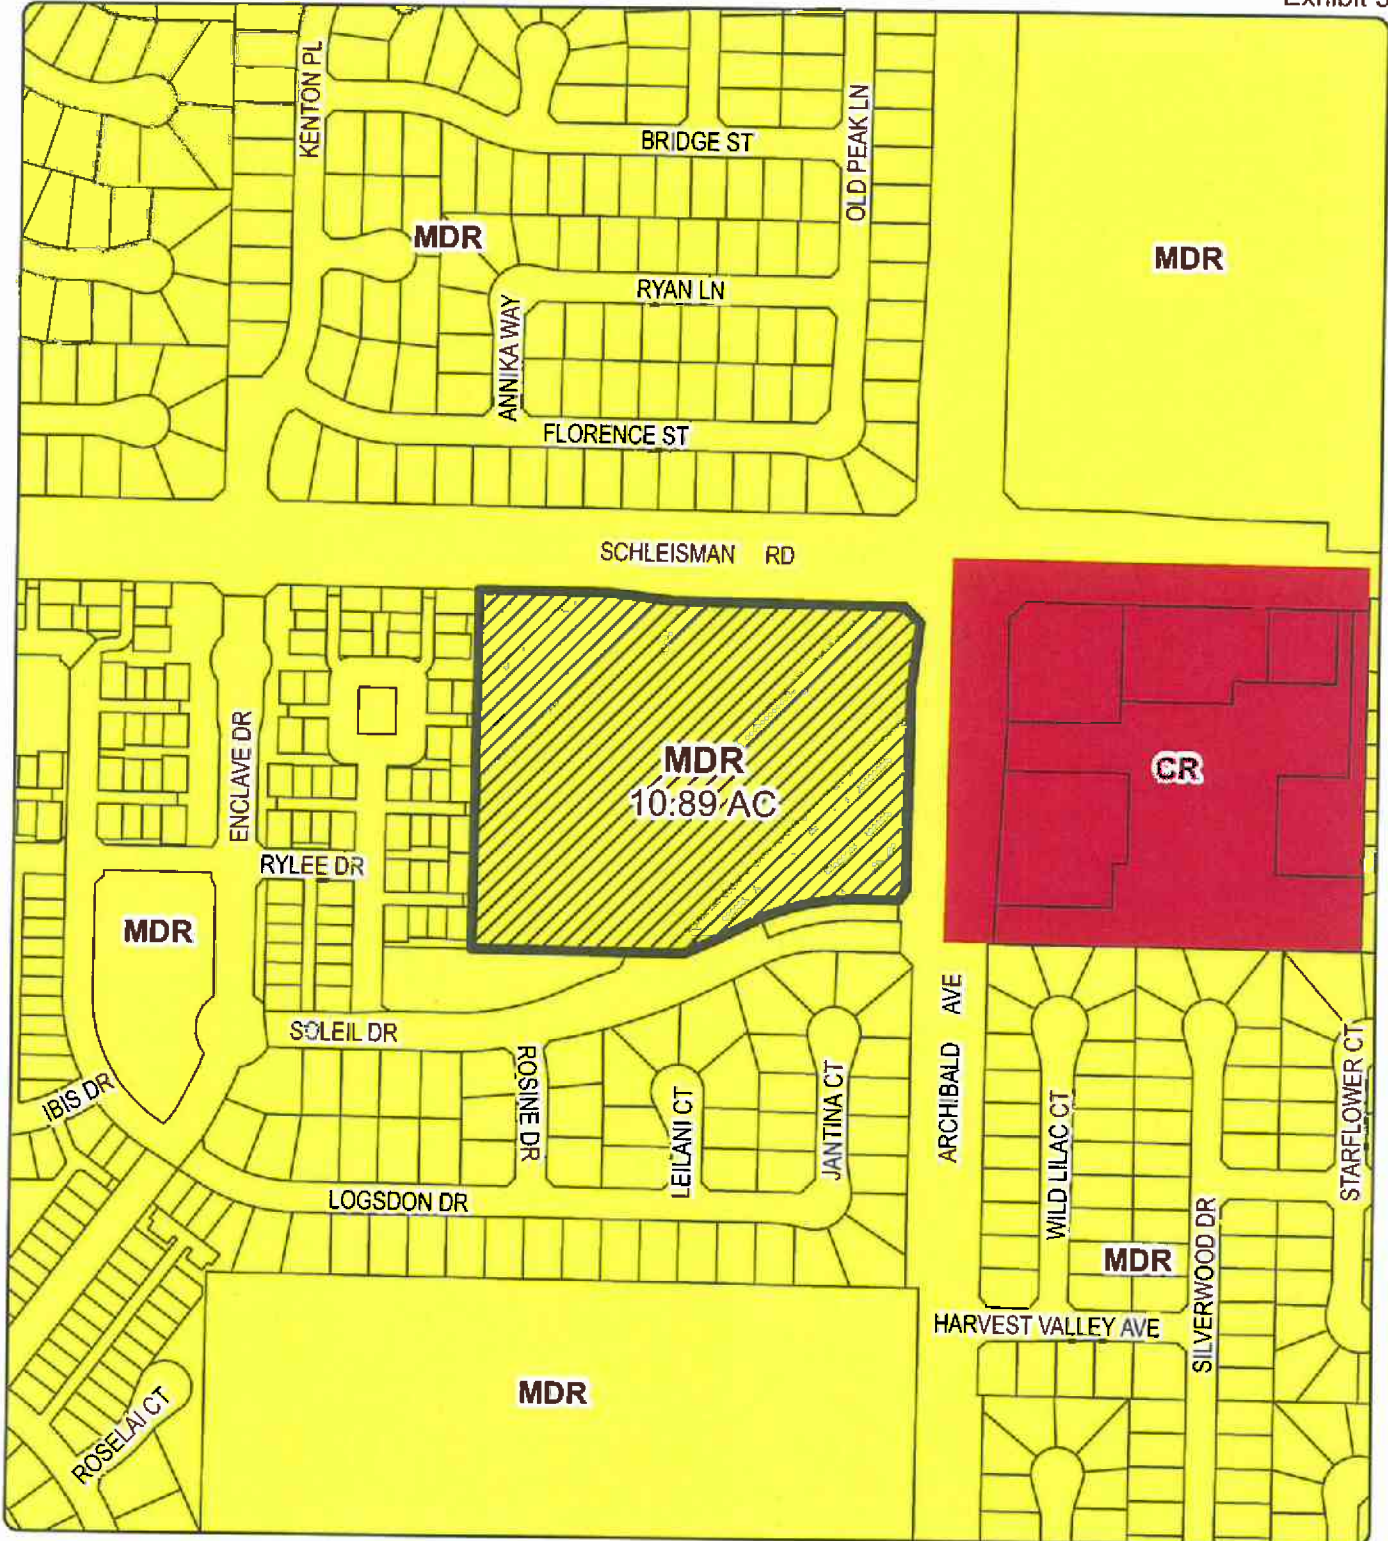 Exhibit 5
KENTON PL
BRIDGE ST
OLD PEAK LN
MDR
MDR
RYAN LN
ANNIKA WAY
FLORENCE ST
SCHLEISMAN RD
MDR
10.89 AC
CR
ENCLAVE DR
RYLEE DR
MDR
SOLEIL DR
ROSINE DR
LEILANI CT
JANTINA CT
ARCHIBALD AVE
WILD LILAC CT
STARFLOWER CT
IBIS DR
LOGSDON DR
MDR
SILVERWOOD DR
HARVEST VALLEY AVE
MDR
ROSELAI CT